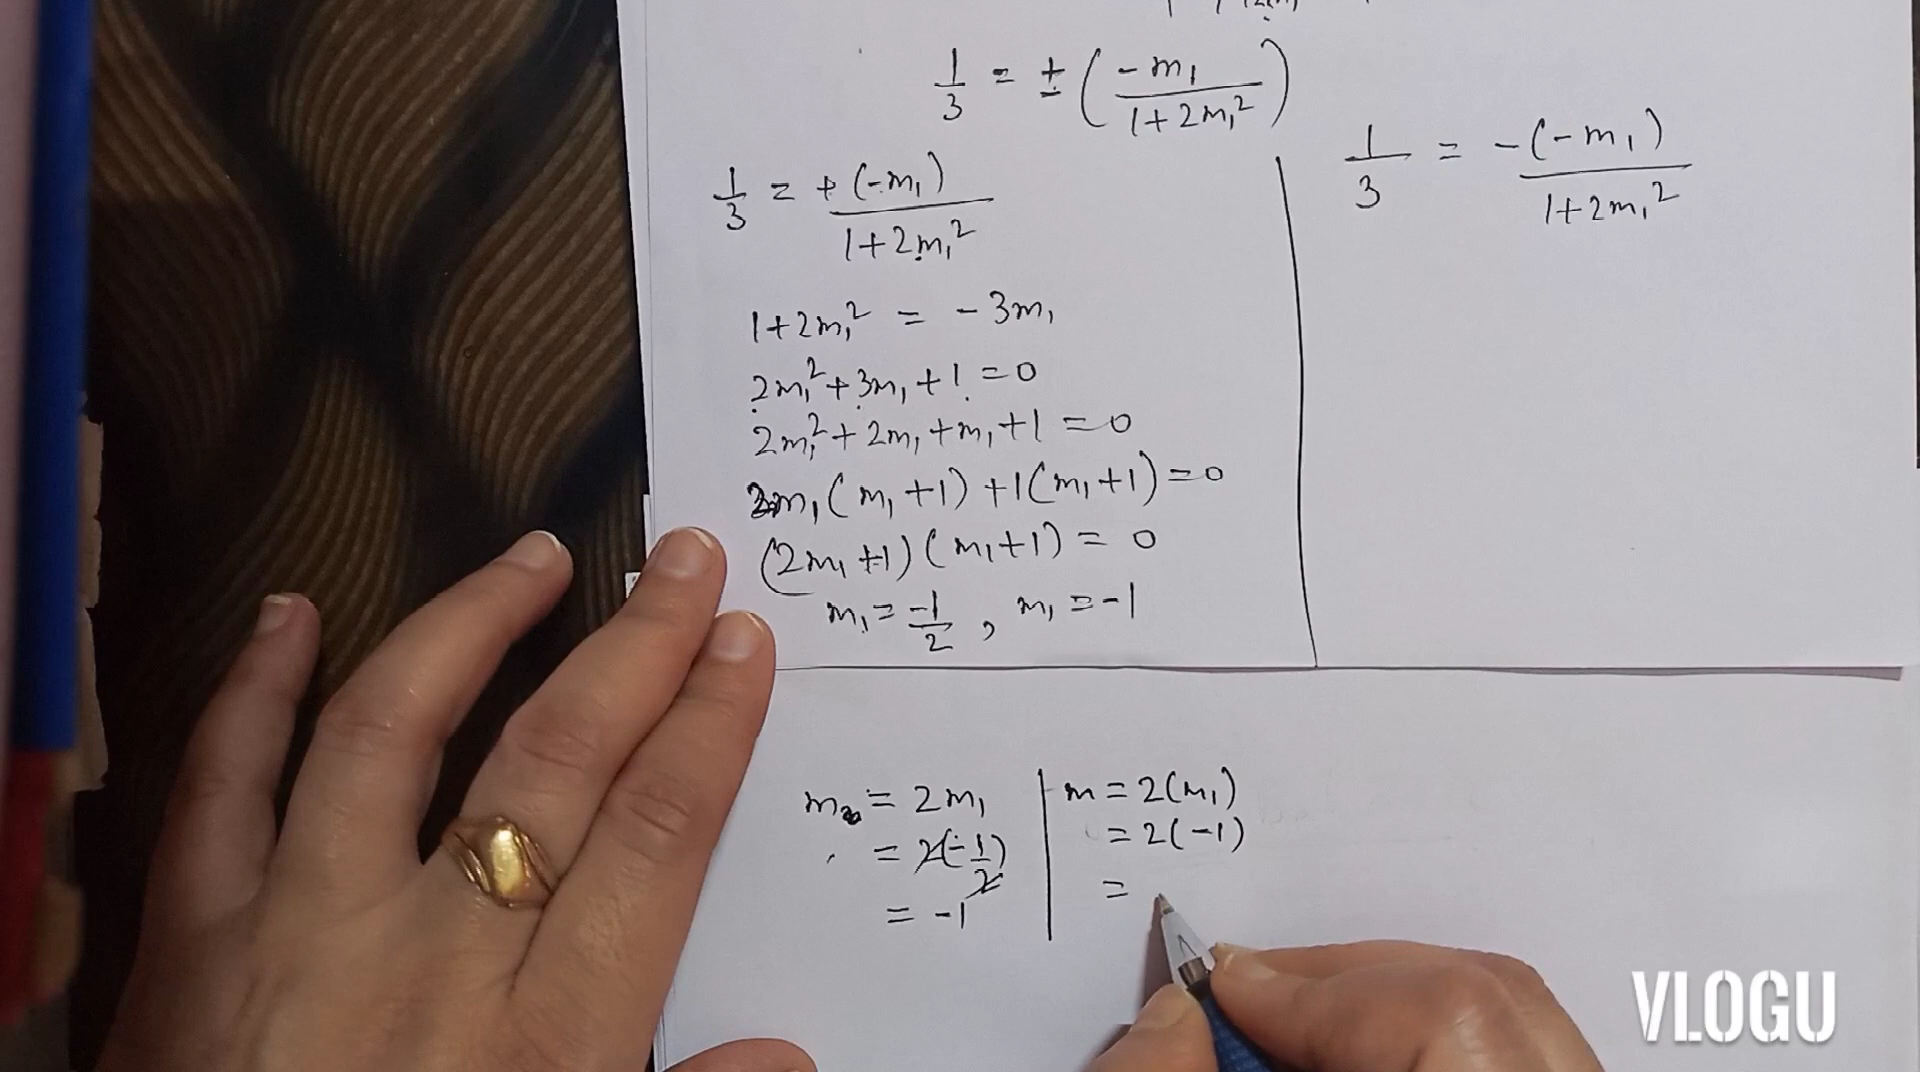 1/3 = ± ( -m₁ / 1+2m₁² )
1/3 = + (-m₁) / 1+2m₁²
1+2m₁² = -3m₁
2m₁² + 3m₁ + 1 = 0
2m₁² + 2m₁ + m₁ + 1 = 0
2m₁ (m₁ + 1) + 1(m₁ + 1) = 0
(2m₁ + 1) (m₁ + 1) = 0
m₁ = -1/2 , m₁ = -1
1/3 = -(-m₁) / 1+2m₁²
m₂ = 2m₁
= 2(-1/2)
= -1
m = 2(m₁)
= 2(-1)
=
VLOGU